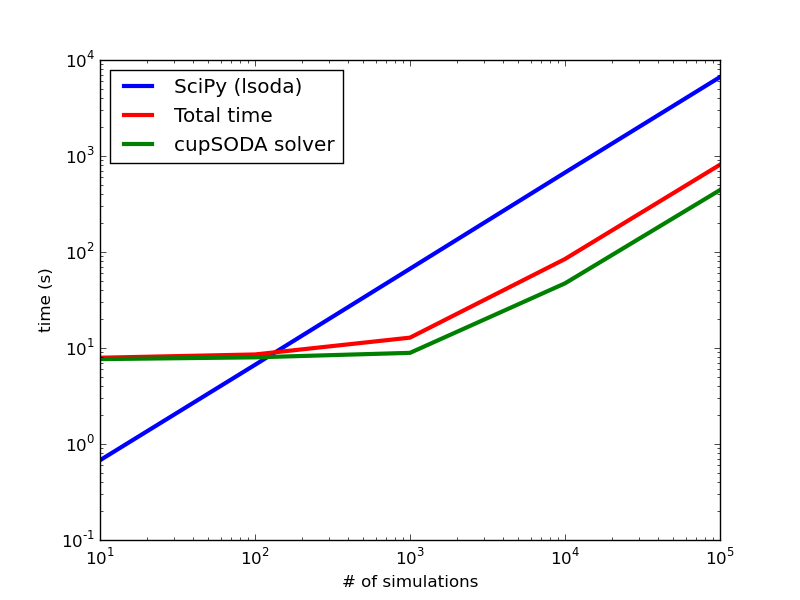 10^4
SciPy (lsoda)
Total time
cupSODA solver
10^3
10^2
time (s)
10^1
10^0
10^-1
10^1 10^2 10^3 10^4 10^5
# of simulations